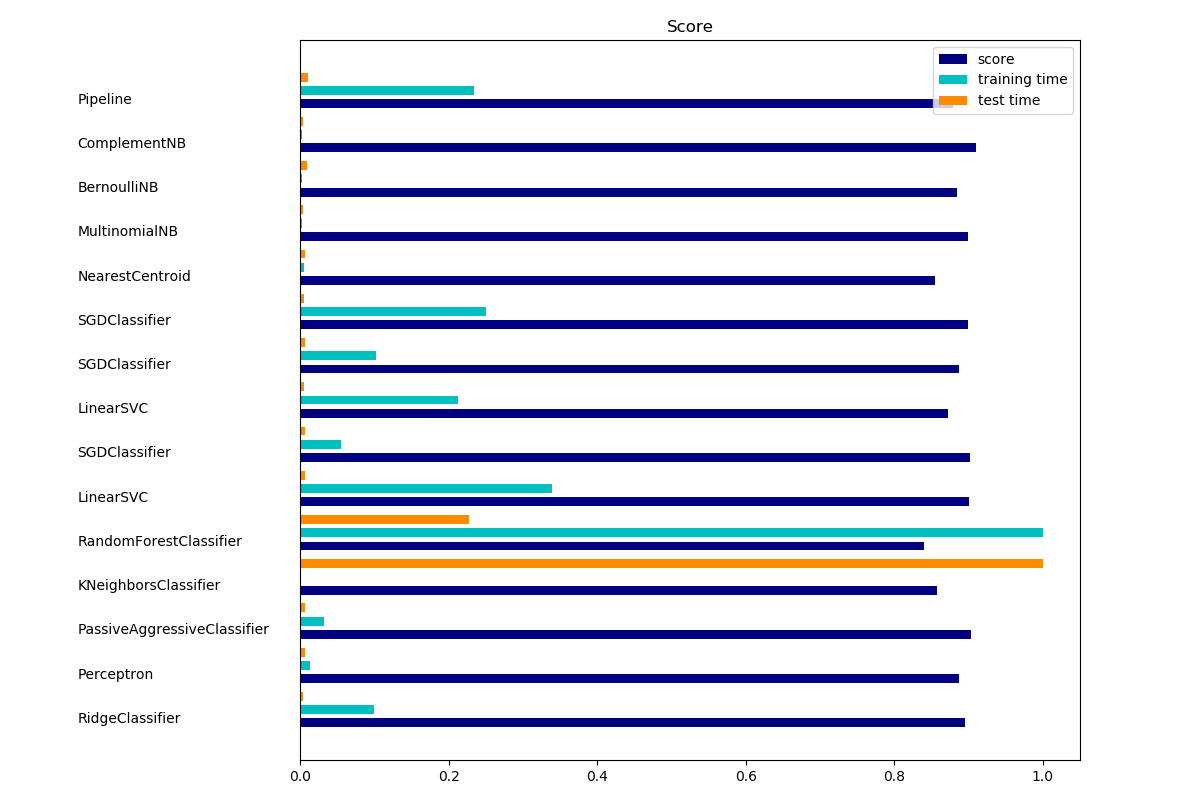 Score
score
training time
test time
Pipeline
ComplementNB
BernoulliNB
MultinomialNB
NearestCentroid
SGDClassifier
SGDClassifier
LinearSVC
SGDClassifier
LinearSVC
RandomForestClassifier
KNeighborsClassifier
PassiveAggressiveClassifier
Perceptron
RidgeClassifier
0.0 0.2 0.4 0.6 0.8 1.0